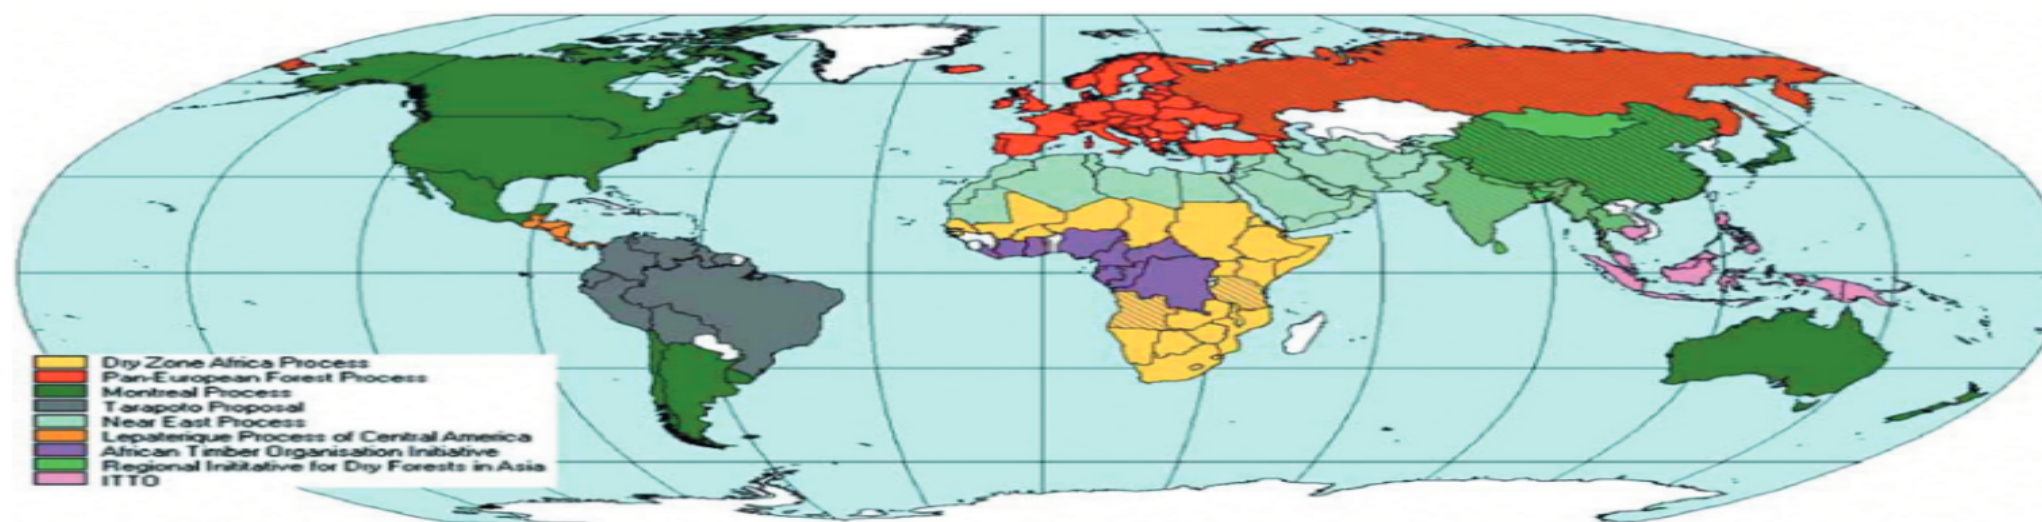 Dry Zone Africa Process
Pan-European Forest Process
Montreal Process
Tarapoto Proposal
Near East Process
Lepaterique Process of Central America
African Timber Organisation Initiative
Regional Inititative for Dry Forests in Asia
ITTO